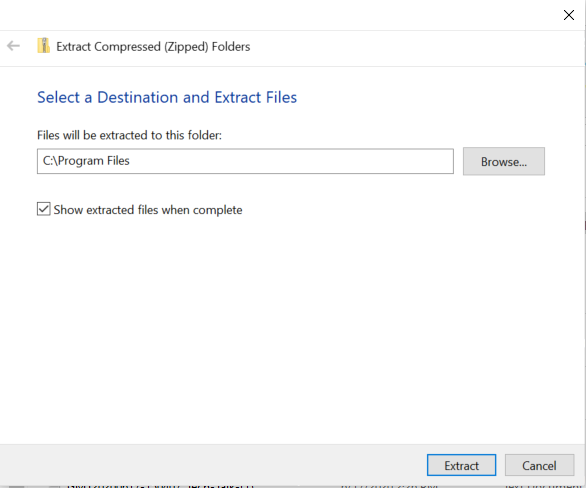 Extract Compressed (Zipped) Folders
Select a Destination and Extract Files
Files will be extracted to this folder:
C:\Program Files
Browse...
Show extracted files when complete
Extract
Cancel